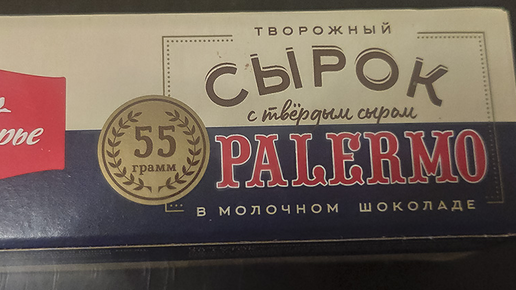 ТВОРОЖНЫЙ
СЫРОК
с твёрдым сыром
PALERMO
В МОЛОЧНОМ ШОКОЛАДЕ
55
грамм